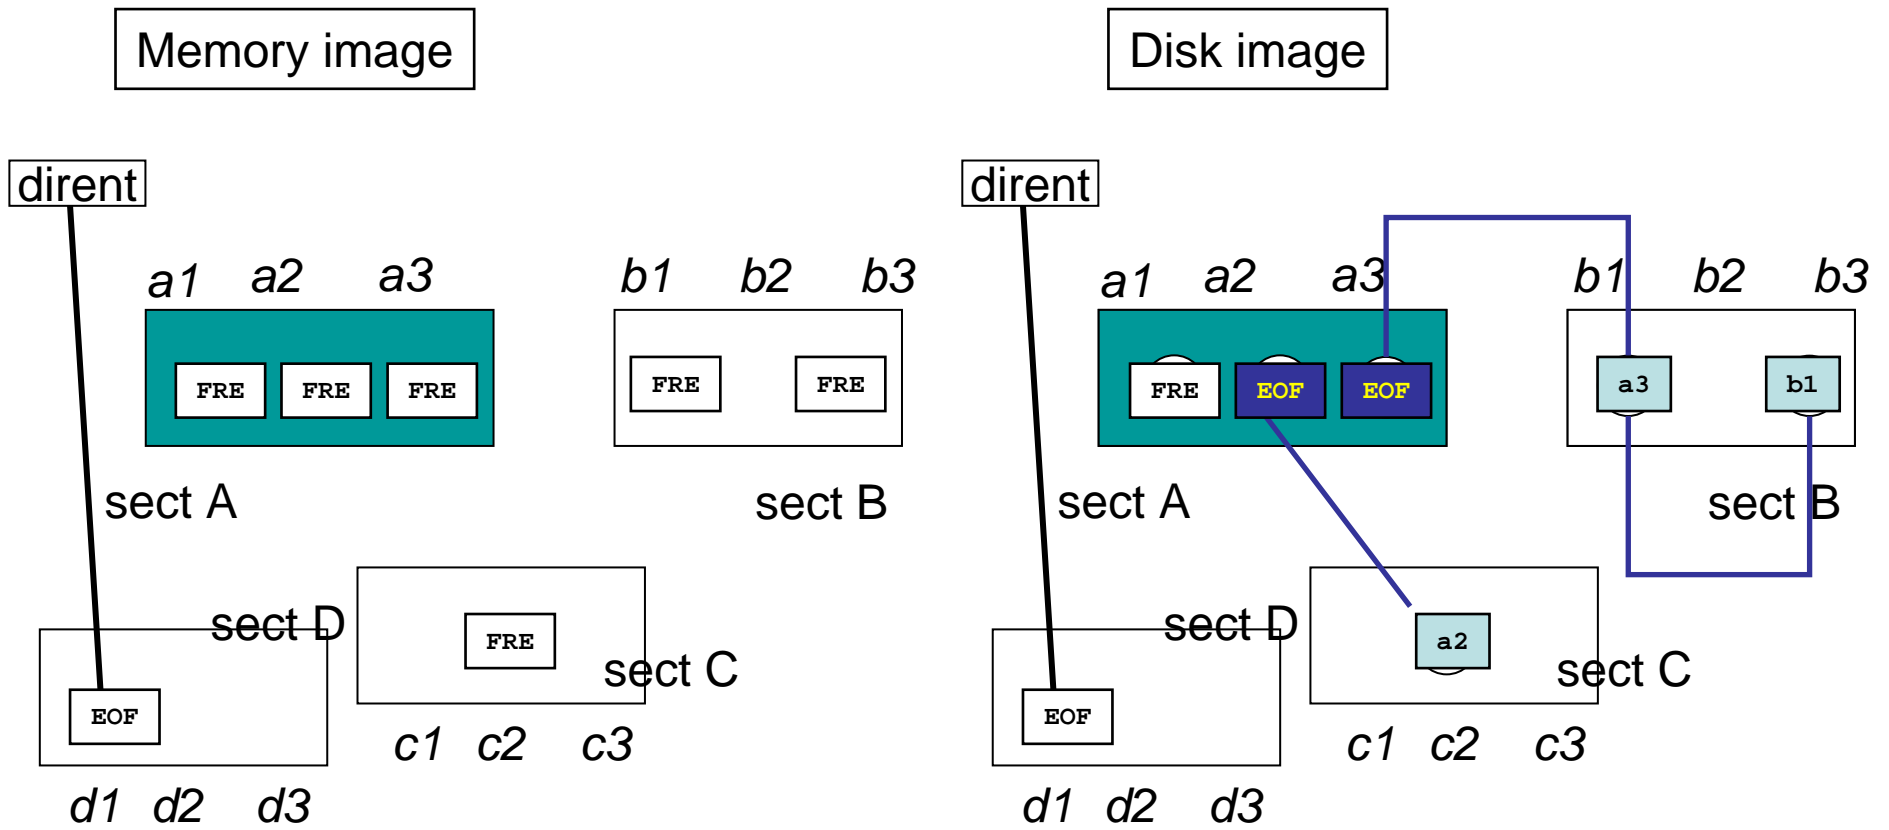 Memory image
Disk image
dirent
dirent
a1 a2 a3 b1 b2 b3
a1 a2 a3 b1 b2 b3
FRE FRE FRE FRE FRE
FRE EOF EOF a3 b1
sect A sect B
sect A sect B
sect D
FRE
sect C
EOF
c1 c2 c3
d1 d2 d3
sect D
a2
sect C
EOF
c1 c2 c3
d1 d2 d3